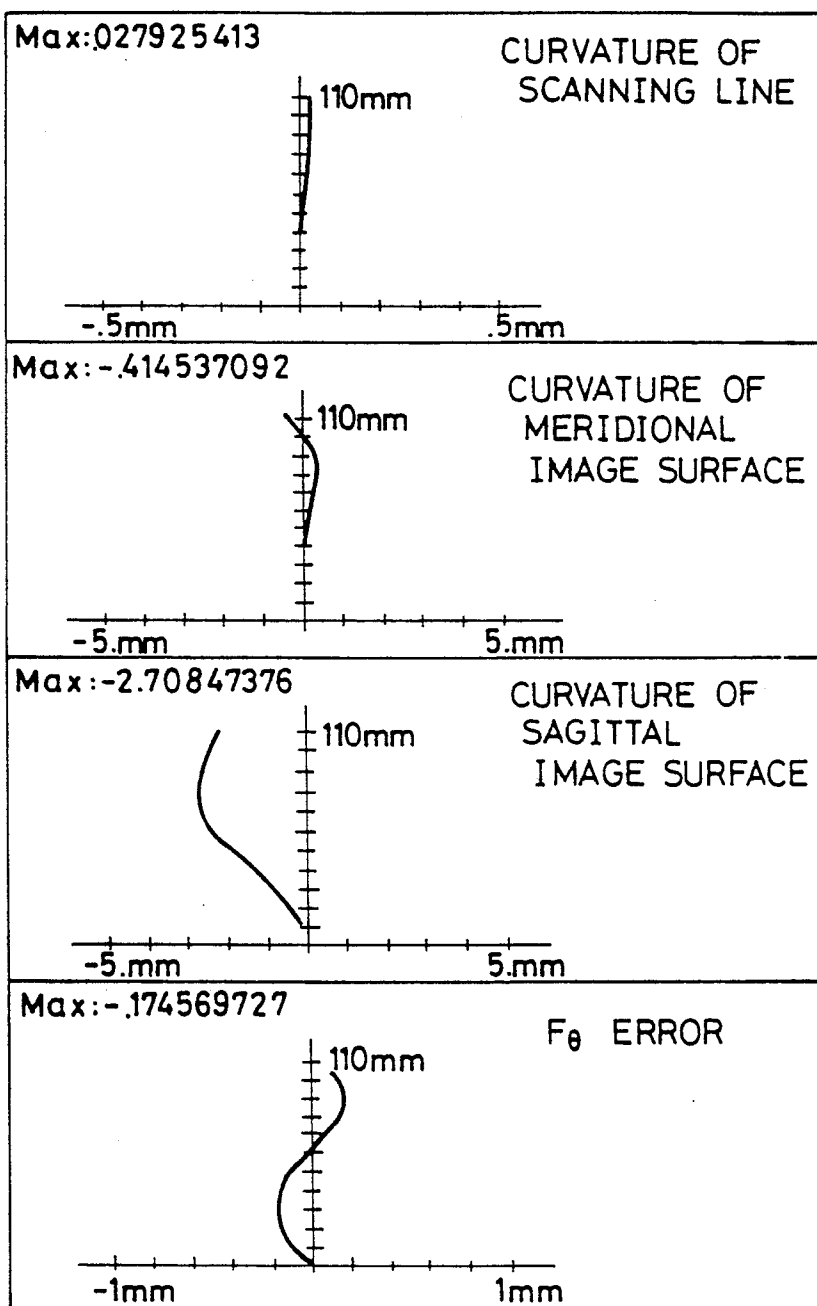 Max:.027925413
CURVATURE OF
SCANNING LINE
110mm
-.5mm
.5mm
Max:-.414537092
CURVATURE OF
MERIDIONAL
IMAGE SURFACE
110mm
-5.mm
5.mm
Max:-2.70847376
CURVATURE OF
SAGITTAL
IMAGE SURFACE
110mm
-5.mm
5.mm
Max:-.174569727
Fθ ERROR
110mm
-1mm
1mm